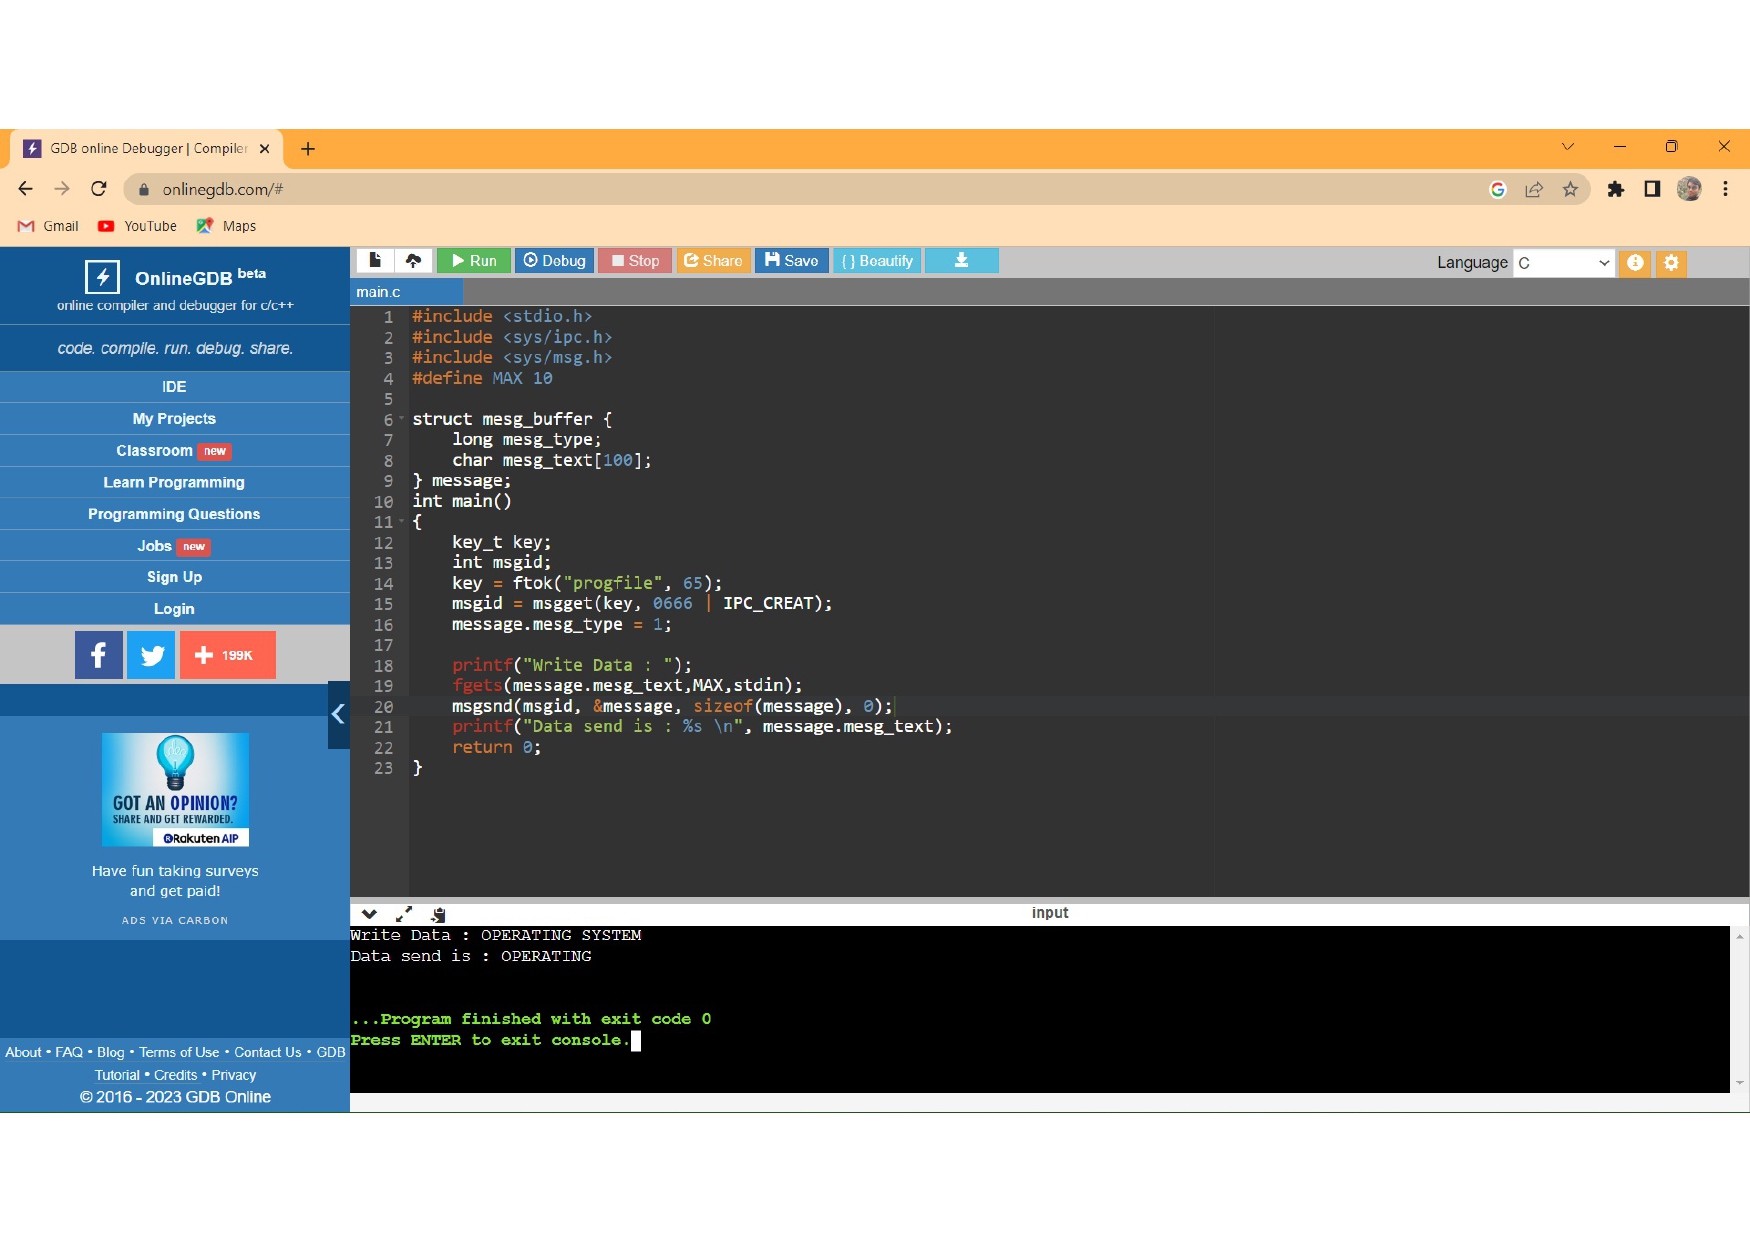 GDB online Debugger | Compiler
onlinegdb.com/#
Gmail YouTube Maps
OnlineGDB beta
online compiler and debugger for c/c++
code. compile. run. debug. share.
IDE
My Projects
Classroom new
Learn Programming
Programming Questions
Jobs new
Sign Up
Login
f + 199K
GOT AN OPINION?
SHARE AND GET REWARDED.
Rakuten AIP
Have fun taking surveys
and get paid!
ADS VIA CARBON
About • FAQ • Blog • Terms of Use • Contact Us • GDB
Tutorial • Credits • Privacy
© 2016 - 2023 GDB Online
Run Debug Stop Share Save { } Beautify
Language C
main.c
1 #include <stdio.h>
2 #include <sys/ipc.h>
3 #include <sys/msg.h>
4 #define MAX 10
5
6 struct mesg_buffer {
7     long mesg_type;
8     char mesg_text[100];
9 } message;
10 int main()
11 {
12     key_t key;
13     int msgid;
14     key = ftok("progfile", 65);
15     msgid = msgget(key, 0666 | IPC_CREAT);
16     message.mesg_type = 1;
17
18     printf("Write Data : ");
19     fgets(message.mesg_text,MAX,stdin);
20     msgsnd(msgid, &message, sizeof(message), 0);
21     printf("Data send is : %s \n", message.mesg_text);
22     return 0;
23 }
input
Write Data : OPERATING SYSTEM
Data send is : OPERATING
...Program finished with exit code 0
Press ENTER to exit console.